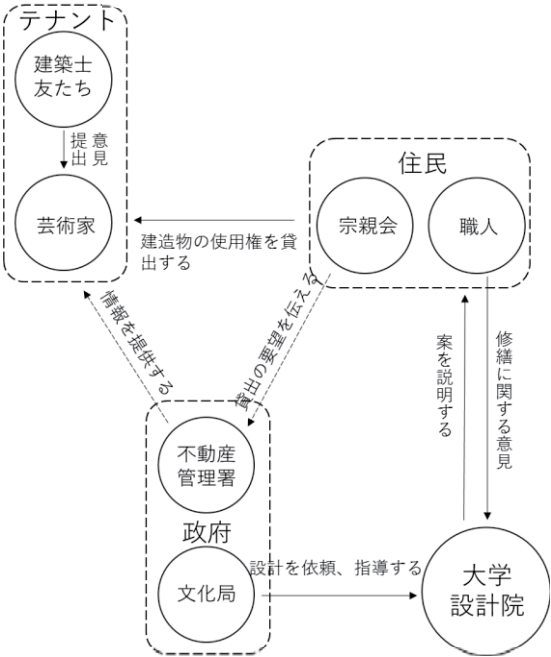 テナント
建築士
友たち
意見
提出
芸術家
住民
宗親会
職人
建造物の使用権を貸
出する
情報を提供する
貸出の要望を伝える
案を説明する
修繕に関する意見
不動産
管理署
政府
文化局
設計を依頼、指導する
大学
設計院